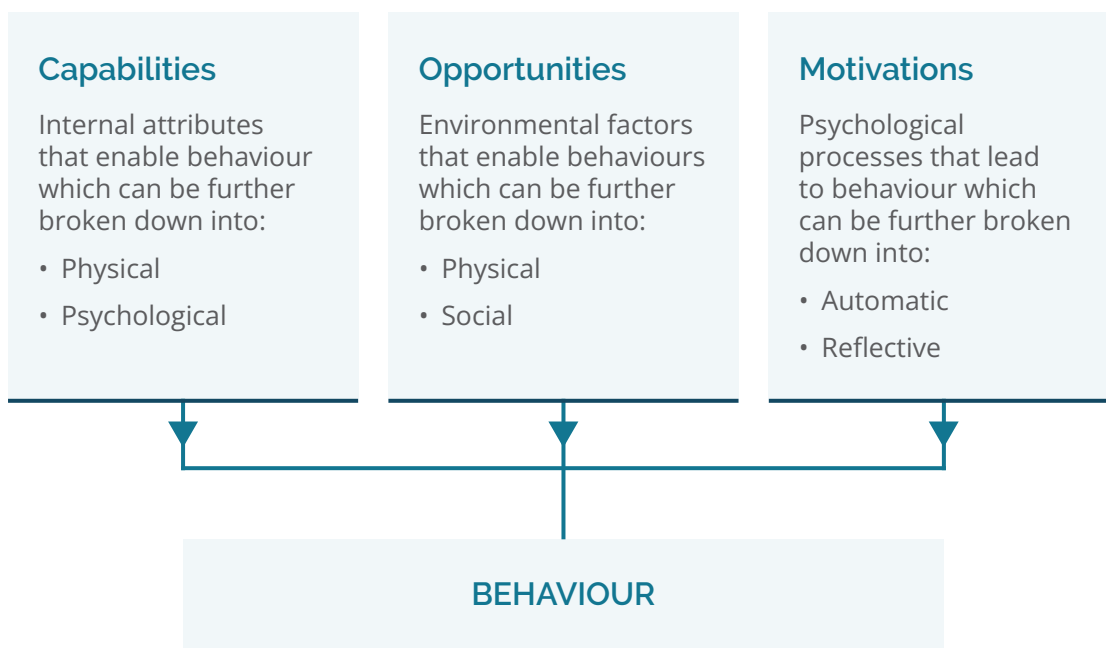 Capabilities
Internal attributes
that enable behaviour
which can be further
broken down into:
• Physical
• Psychological
Opportunities
Environmental factors
that enable behaviours
which can be further
broken down into:
• Physical
• Social
Motivations
Psychological
processes that lead
to behaviour which
can be further broken
down into:
• Automatic
• Reflective
BEHAVIOUR